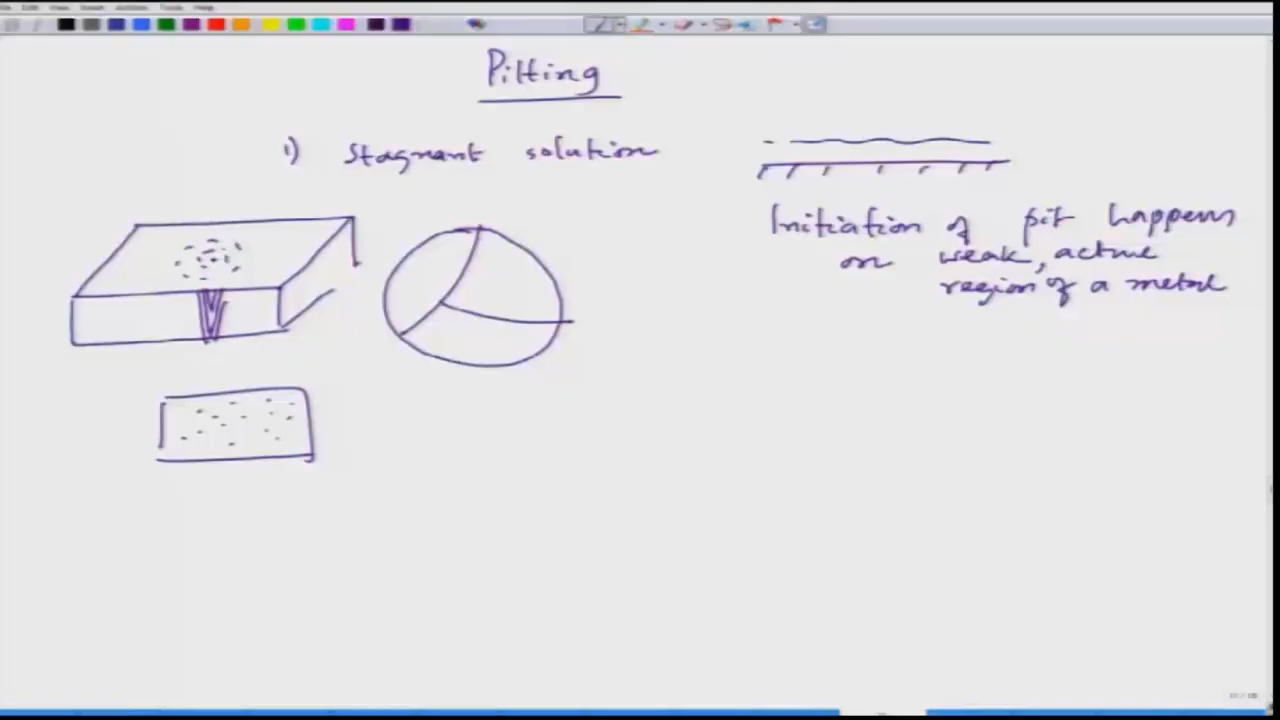 Pitting
1) Stagnant solution
Initiation of pit happens
on weak, active
region of a metal